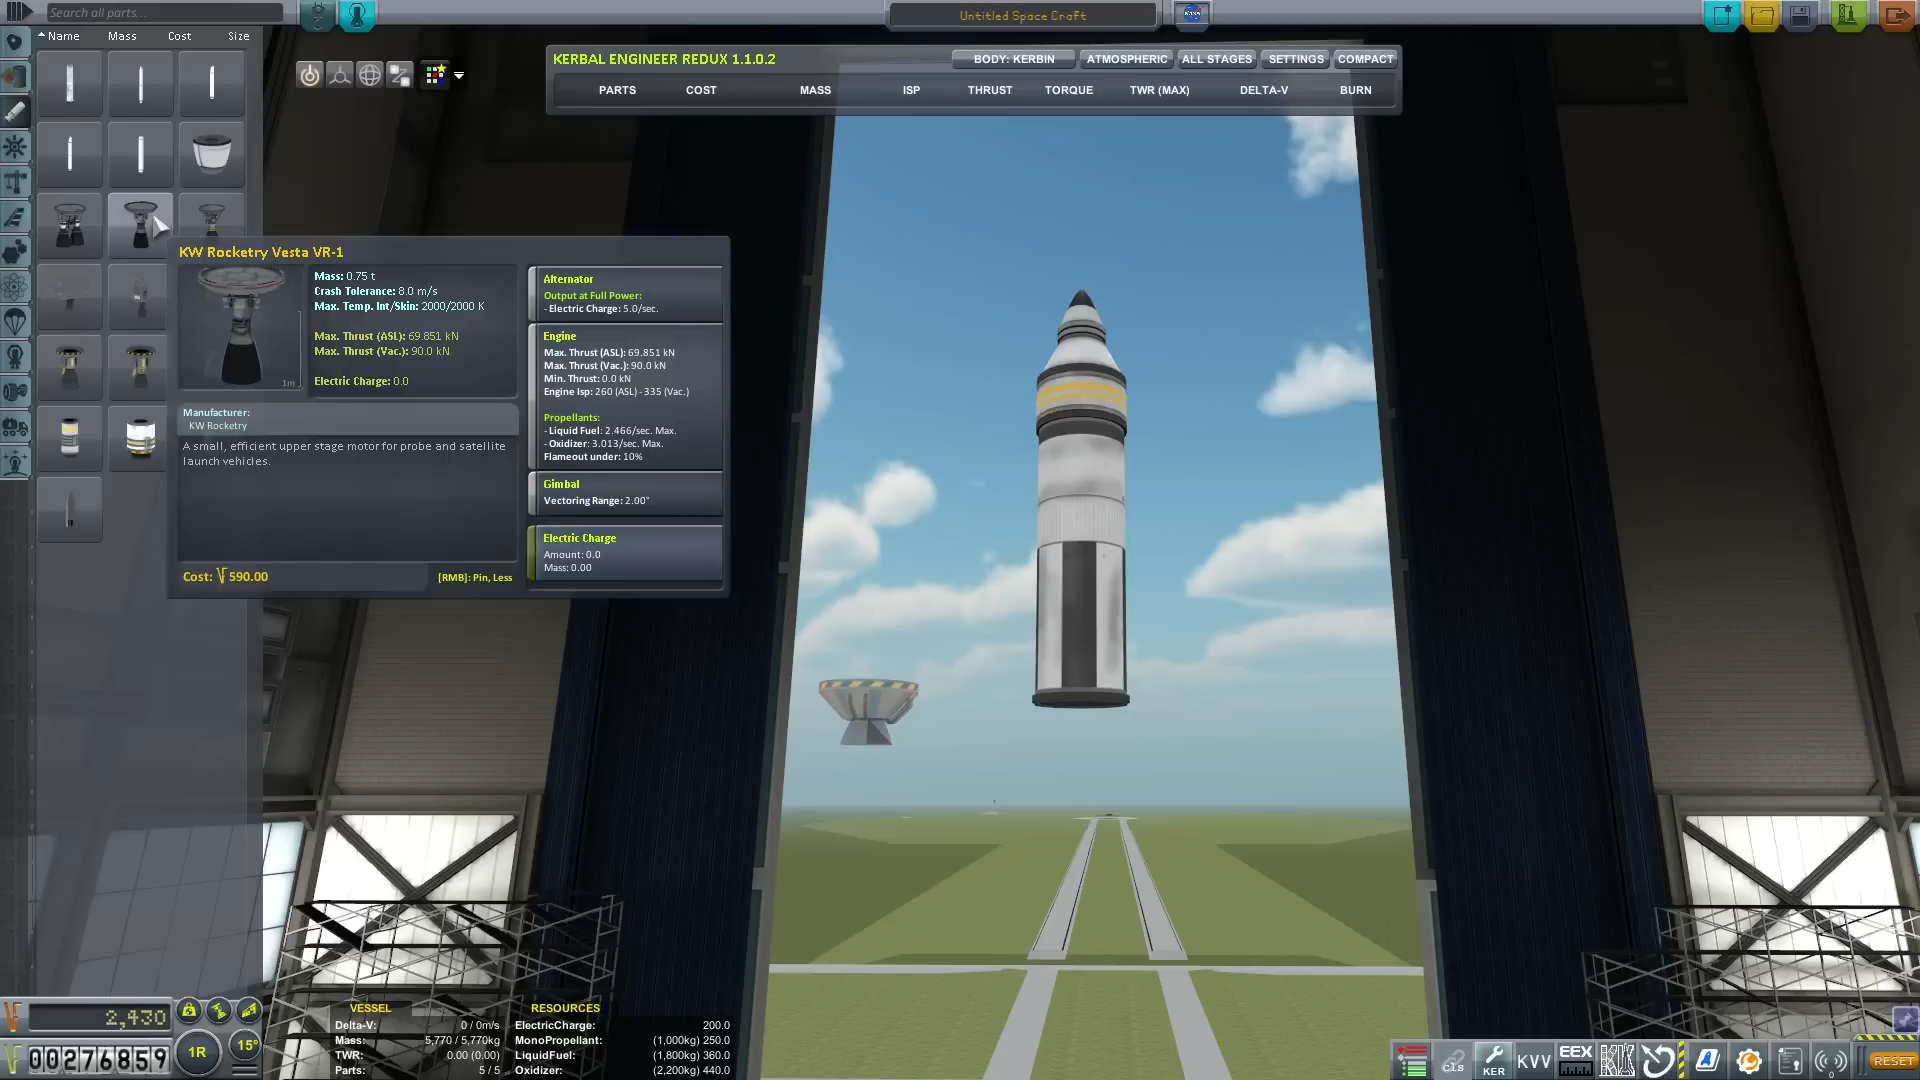 Search all parts...
Untitled Space Craft
Name Mass Cost Size
KERBAL ENGINEER REDUX 1.1.0.2
BODY: KERBIN ATMOSPHERIC ALL STAGES SETTINGS COMPACT
PARTS COST MASS ISP THRUST TORQUE TWR (MAX) DELTA-V BURN
KW Rocketry Vesta VR-1
Mass: 0.75 t
Crash Tolerance: 8.0 m/s
Max. Temp. Int/Skin: 2000/2000 K
Max. Thrust (ASL): 69.851 kN
Max. Thrust (Vac.): 90.0 kN
Electric Charge: 0.0
1m
Manufacturer:
KW Rocketry
A small, efficient upper stage motor for probe and satellite
launch vehicles.
Cost: 590.00
[RMB]: Pin, Less
Alternator
Output at Full Power:
- Electric Charge: 5.0/sec.
Engine
Max. Thrust (ASL): 69.851 kN
Max. Thrust (Vac.): 90.0 kN
Min. Thrust: 0.0 kN
Engine Isp: 260 (ASL) - 335 (Vac.)
Propellants:
- Liquid Fuel: 2.466/sec. Max.
- Oxidizer: 3.013/sec. Max.
Flameout under: 10%
Gimbal
Vectoring Range: 2.00°
Electric Charge
Amount: 0.0
Mass: 0.00
2,430
00276859
1R
15°
VESSEL
Delta-V: 0 / 0m/s
Mass: 5,770 / 5,770kg
TWR: 0.00 (0.00)
Parts: 5 / 5
RESOURCES
ElectricCharge: 200.0
MonoPropellant: (1,000kg) 250.0
LiquidFuel: (1,800kg) 360.0
Oxidizer: (2,200kg) 440.0
cls
KER
KVV
EEX
0
RESET